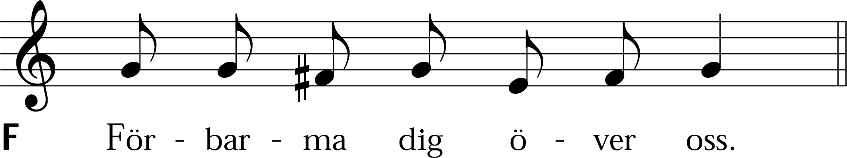 F För - bar - ma dig ö - ver oss.